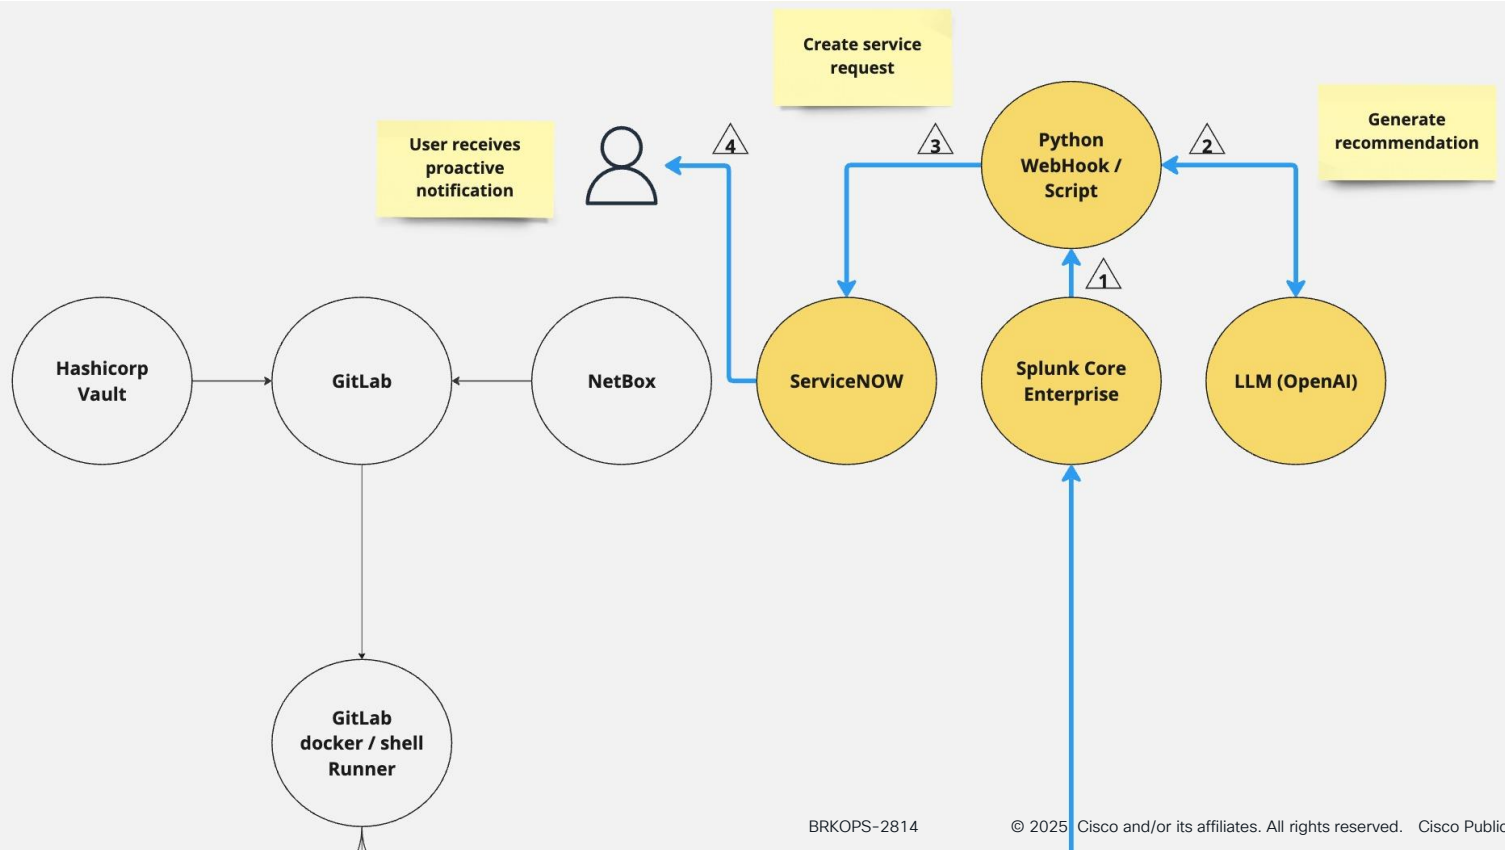 Create service
request
Generate
recommendation
User receives
proactive
notification
4
3
Python
WebHook /
Script
2
1
Hashicorp
Vault
GitLab
NetBox
ServiceNOW
Splunk Core
Enterprise
LLM (OpenAI)
GitLab
docker / shell
Runner
BRKOPS-2814
© 2025 Cisco and/or its affiliates. All rights reserved. Cisco Public